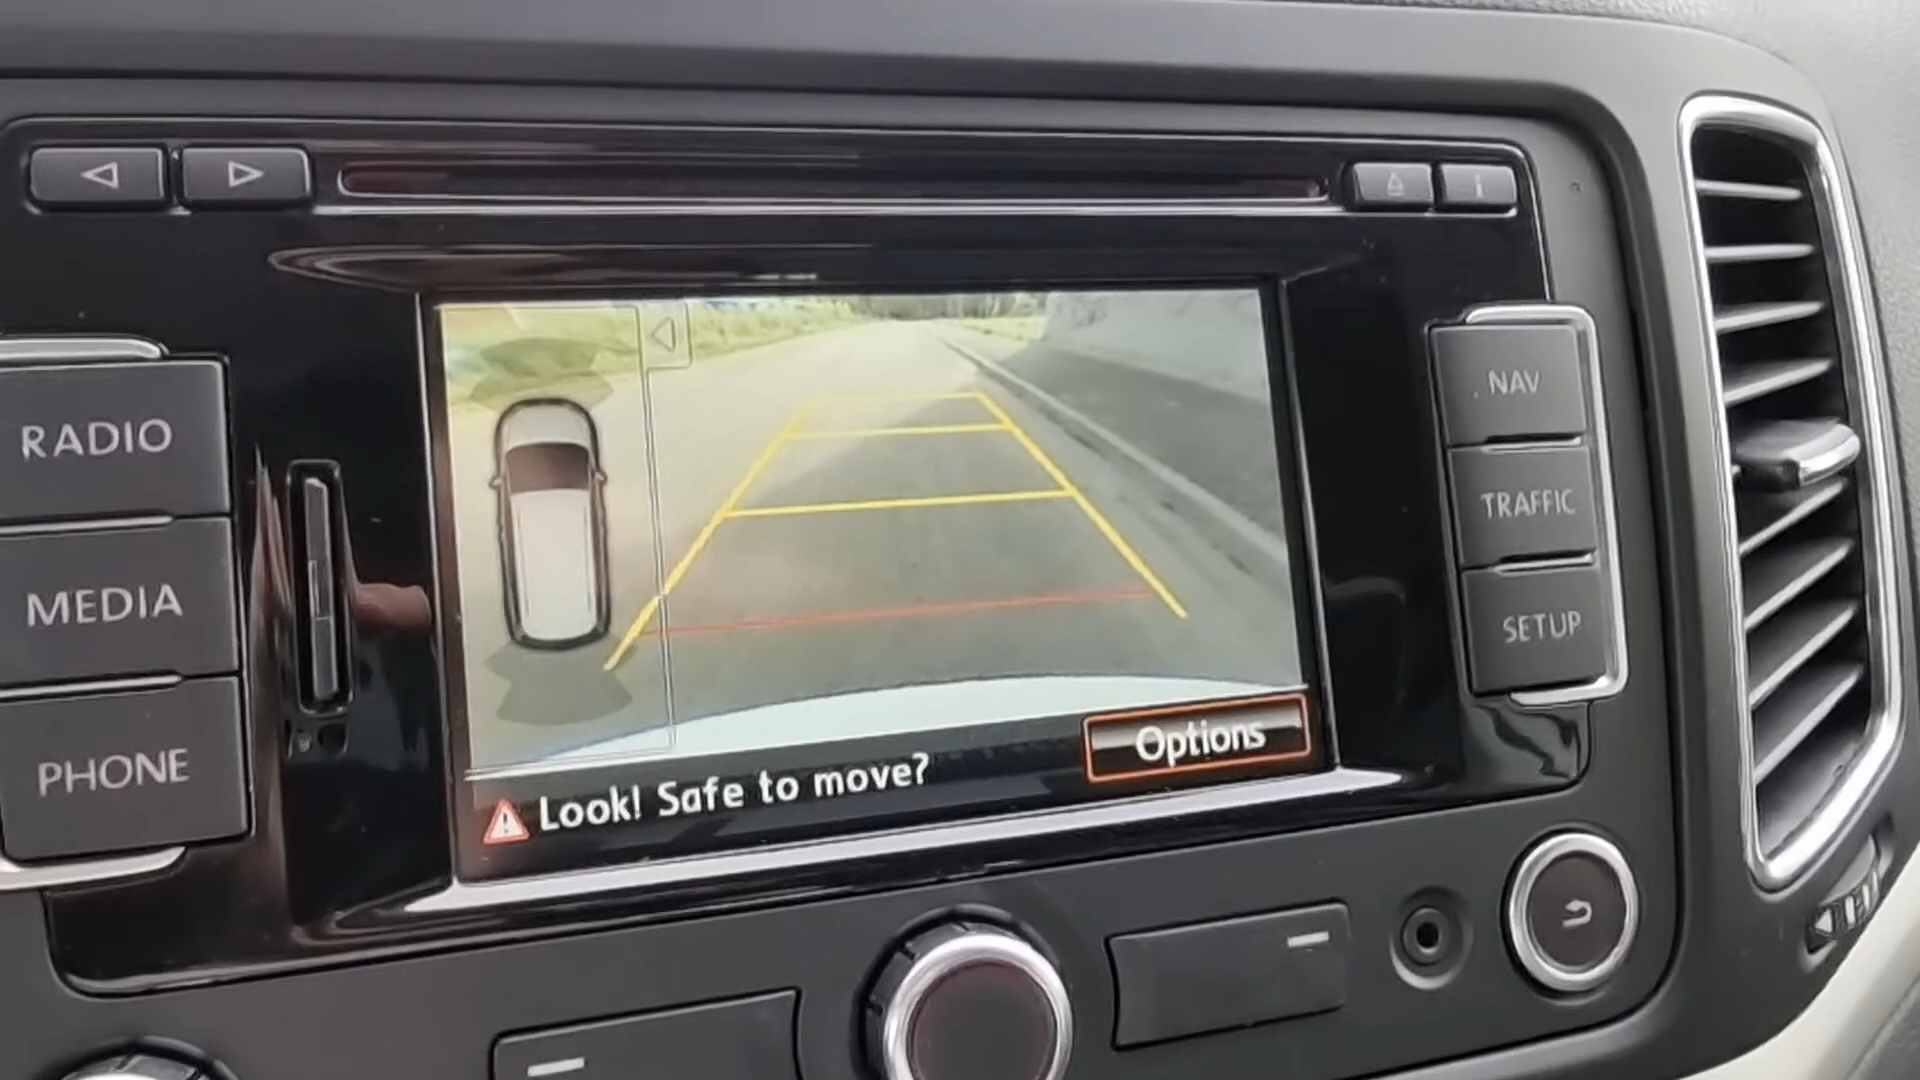 RADIO
MEDIA
PHONE
NAV
TRAFFIC
SETUP
Look! Safe to move?
Options